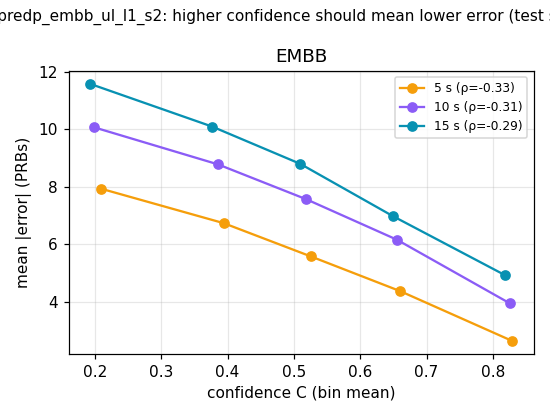 predp_embb_ul_l1_s2: higher confidence should mean lower error (test
EMBB
5 s (ρ=-0.33)
10 s (ρ=-0.31)
15 s (ρ=-0.29)
12
10
8
6
4
mean |error| (PRBs)
0.2 0.3 0.4 0.5 0.6 0.7 0.8
confidence C (bin mean)